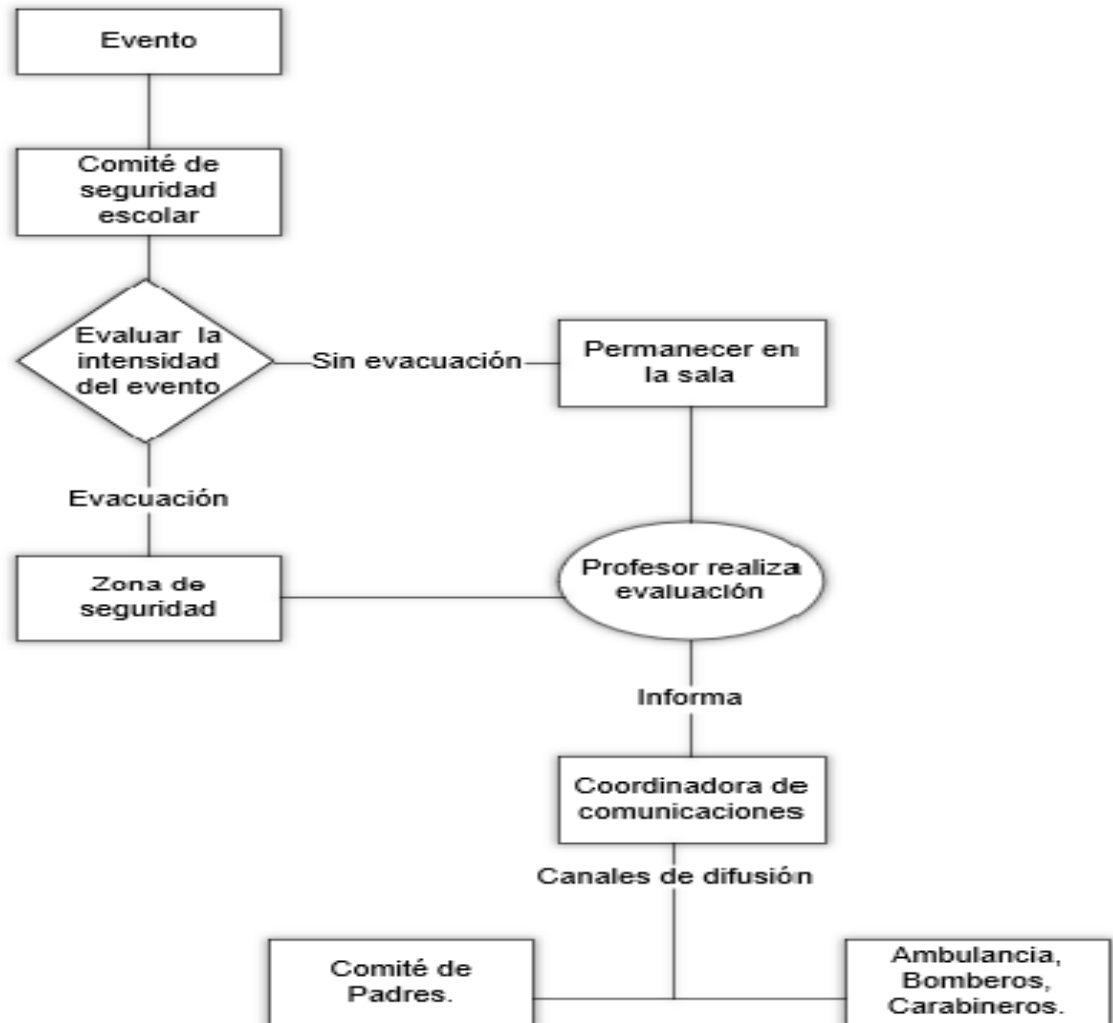 Evento
Comité de
seguridad
escolar
Evaluar la
intensidad
del evento
Sin evacuación
Permanecer en
la sala
Evacuación
Zona de
seguridad
Profesor realiza
evaluación
Informa
Coordinadora de
comunicaciones
Canales de difusión
Comité de
Padres.
Ambulancia,
Bomberos,
Carabineros.